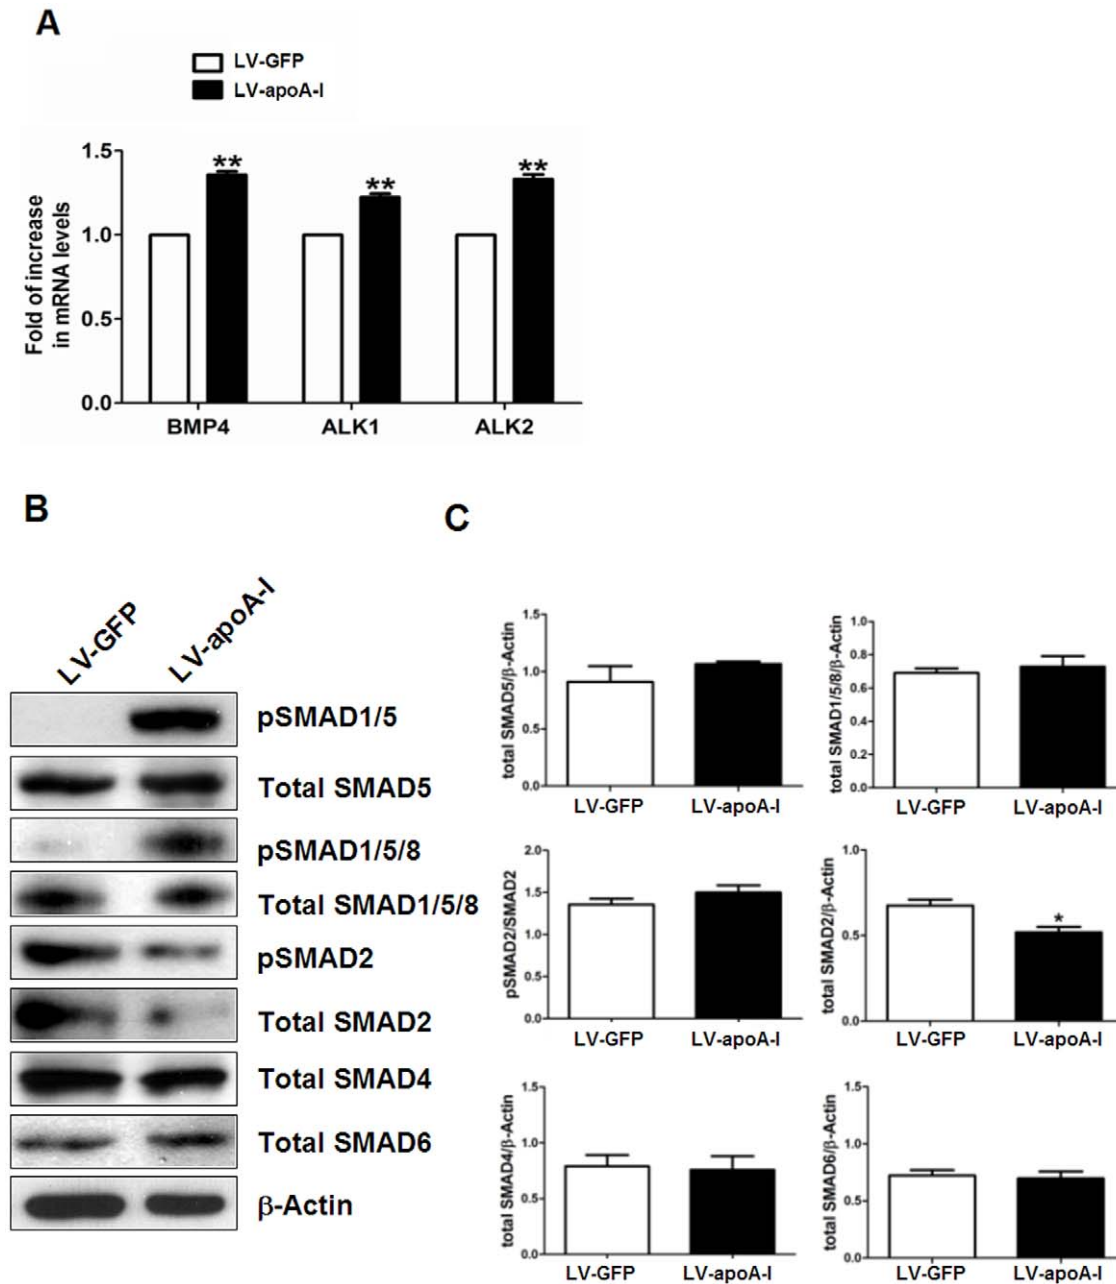 A
LV-GFP
LV-apoA-I
Fold of increase
in mRNA levels
1.5
1.0
0.5
0.0
**
**
**
BMP4
ALK1
ALK2
B
LV-GFP
LV-apoA-I
pSMAD1/5
Total SMAD5
pSMAD1/5/8
Total SMAD1/5/8
pSMAD2
Total SMAD2
Total SMAD4
Total SMAD6
β-Actin
C
total SMAD5/β-Actin
1.5
1.0
0.5
0.0
LV-GFP
LV-apoA-I
total SMAD1/5/8/β-Actin
1.0
0.8
0.6
0.4
0.2
0.0
LV-GFP
LV-apoA-I
pSMAD2/SMAD2
2.0
1.5
1.0
0.5
0.0
LV-GFP
LV-apoA-I
total SMAD2/β-Actin
1.0
0.5
0.0
*
LV-GFP
LV-apoA-I
total SMAD4/β-Actin
1.5
1.0
0.5
0.0
LV-GFP
LV-apoA-I
total SMAD6/β-Actin
1.5
1.0
0.5
0.0
LV-GFP
LV-apoA-I